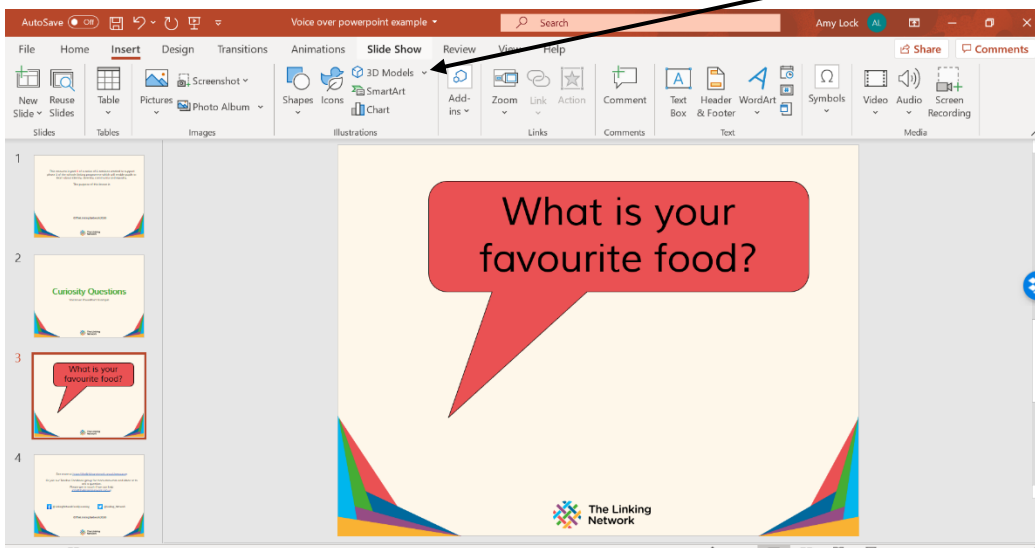 AutoSave Off Voice over powerpoint example Search Amy Lock AL
File Home Insert Design Transitions Animations Slide Show Review View Help Share Comments
New Slide Reuse Slides Table Pictures Screenshot Photo Album Shapes Icons 3D Models SmartArt Chart Add-ins Zoom Link Action Comment Text Box Header & Footer WordArt Symbols Video Audio Screen Recording
Slides Tables Images Illustrations Links Comments Text Media
1
2
Curiosity Questions
The Linking
Network
3
What is your
favourite food?
4
What is your
favourite food?
The Linking
Network